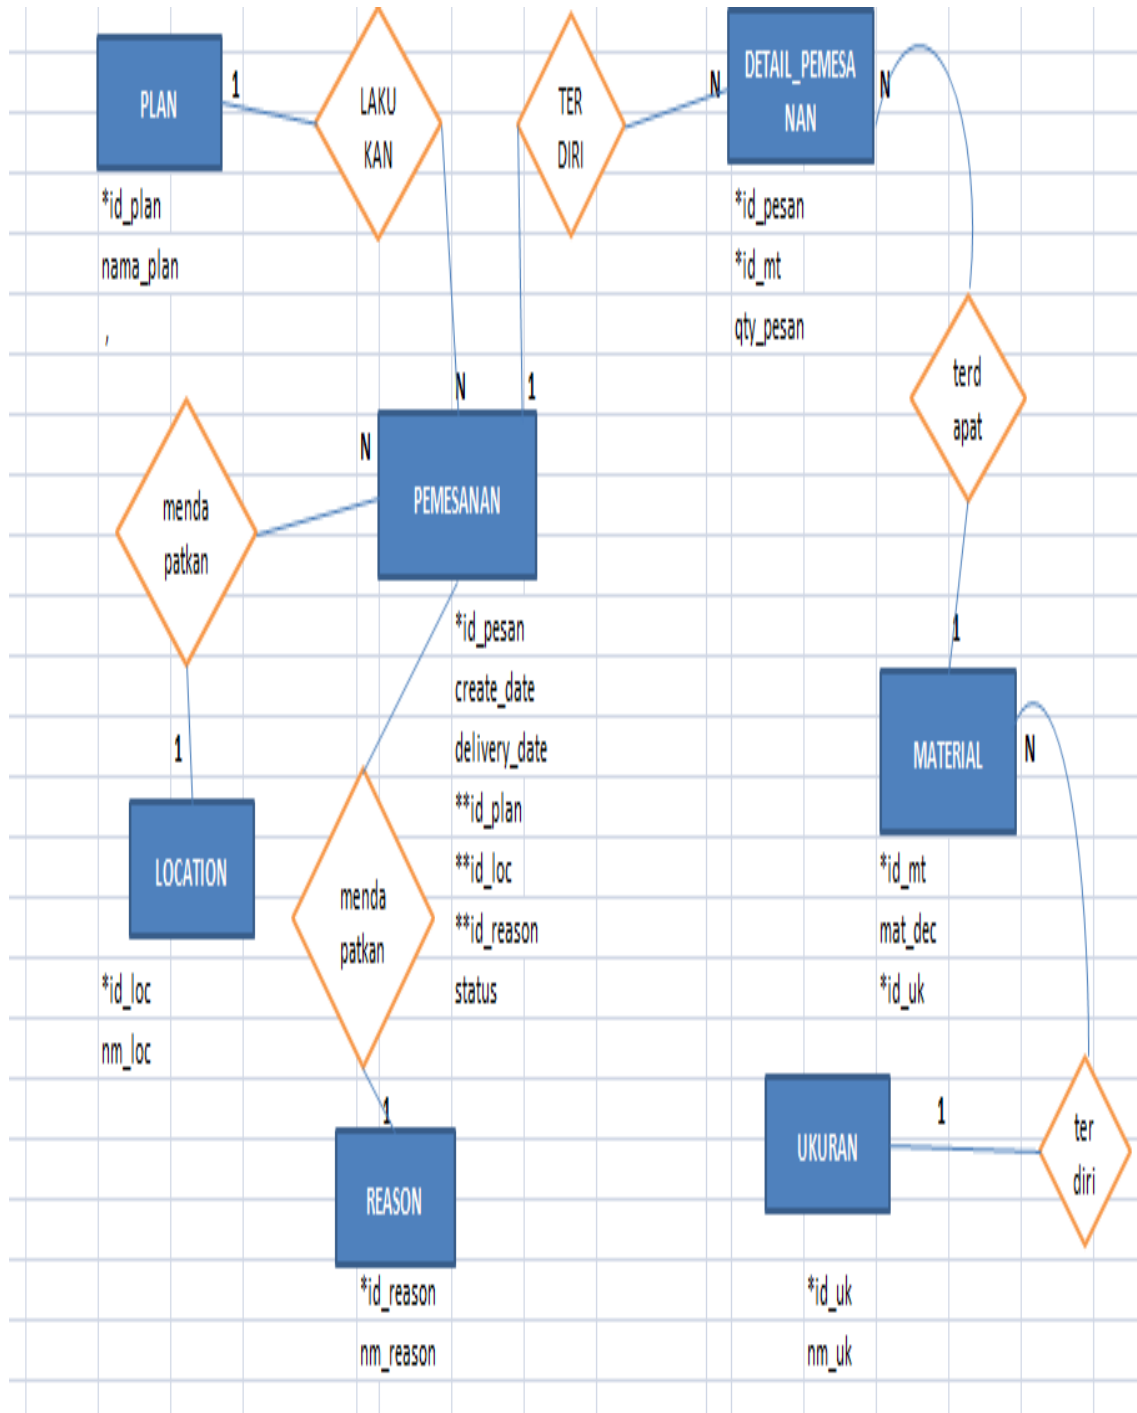 PLAN
1
LAKU
KAN
TER
DIRI
N
DETAIL_PEMESA
NAN
N
*id_plan
nama_plan
,
*id_pesan
*id_mt
qty_pesan
terd
apat
N
1
N
menda
patkan
PEMESANAN
1
1
MATERIAL
N
*id_pesan
create_date
delivery_date
**id_plan
**id_loc
**id_reason
status
LOCATION
*id_loc
nm_loc
menda
patkan
*id_mt
mat_dec
*id_uk
1
REASON
*id_reason
nm_reason
UKURAN
1
ter
diri
*id_uk
nm_uk